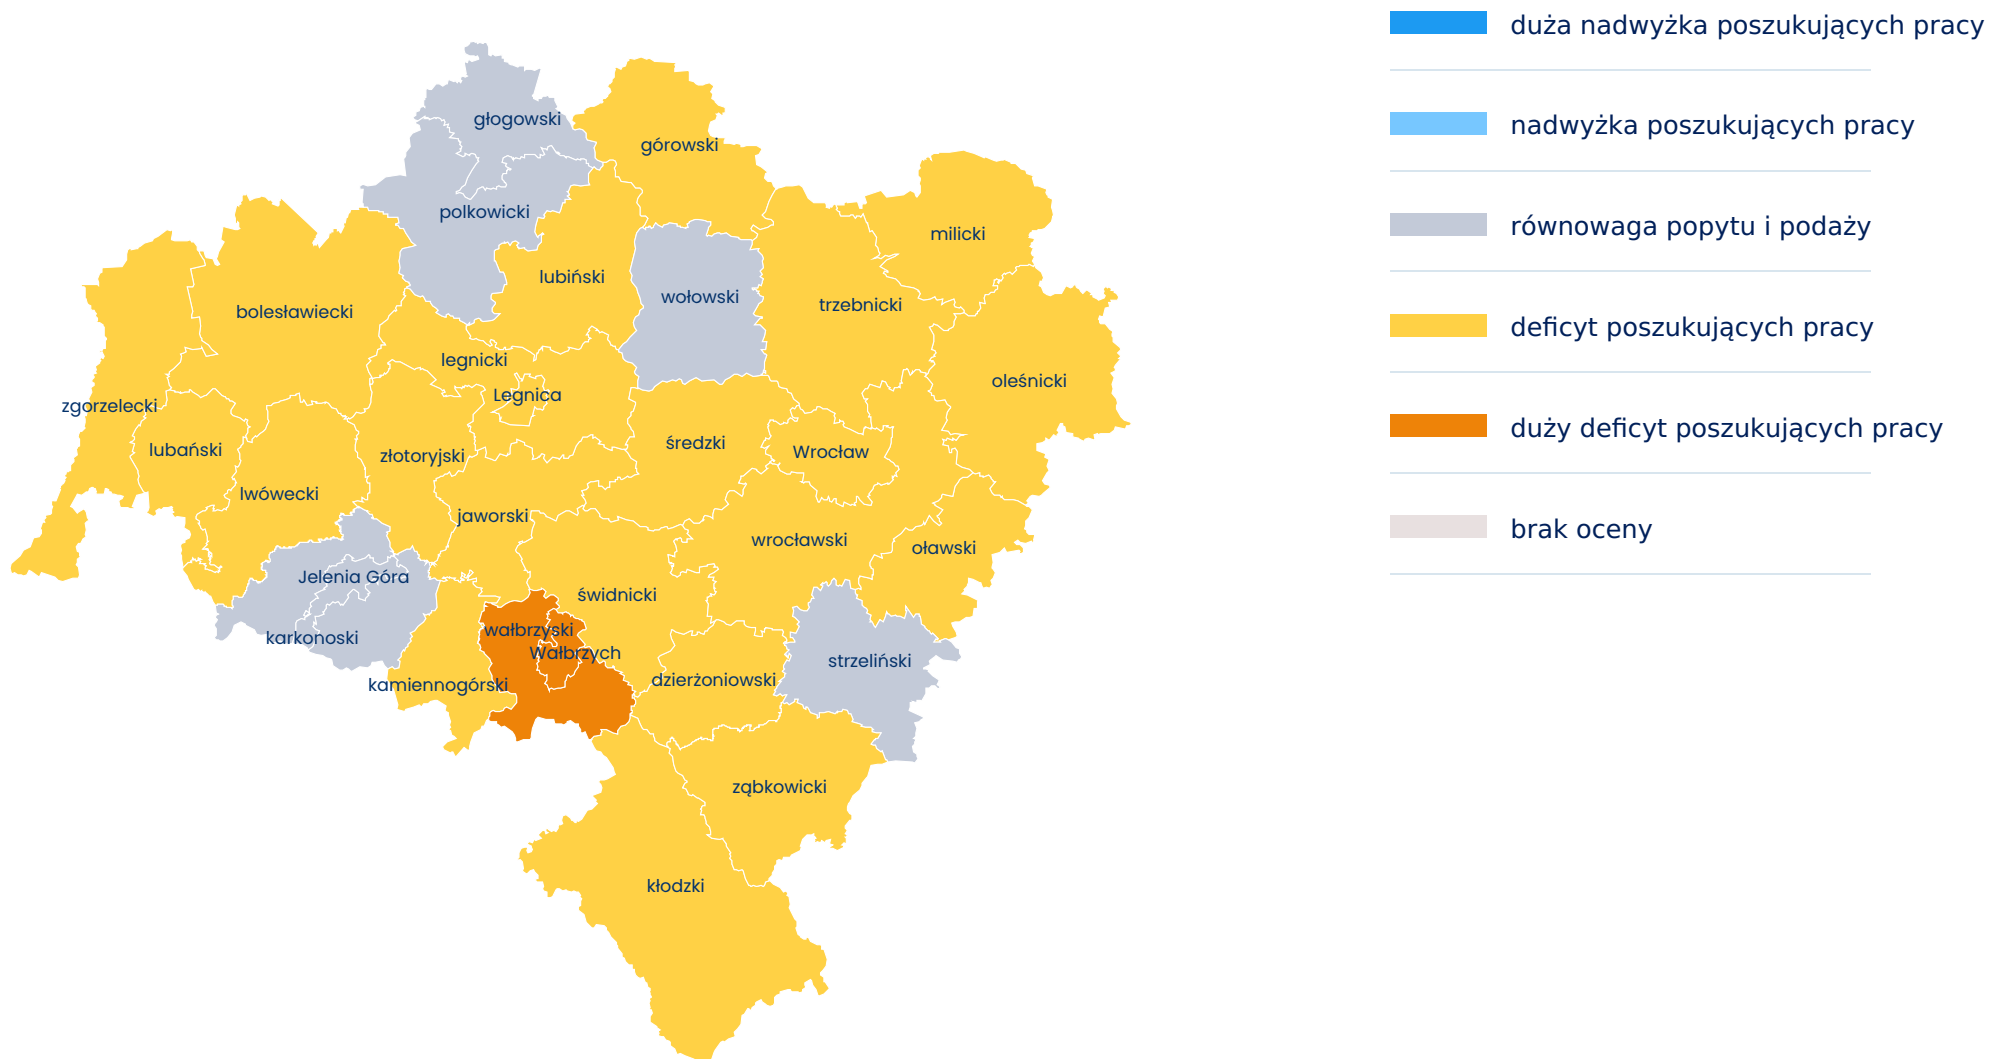 duża nadwyżka poszukujących pracy
nadwyżka poszukujących pracy
równowaga popytu i podaży
deficyt poszukujących pracy
duży deficyt poszukujących pracy
brak oceny
głogowski
górowski
polkowicki
milicki
lubiński
wołowski
trzebnicki
bolesławiecki
legnicki
oleśnicki
Legnica
zgorzelecki
średzki
lubański
Wrocław
złotoryjski
lwówecki
jaworski
wrocławski
oławski
Jelenia Góra
świdnicki
wałbrzyski
karkonoski
Wałbrzych
strzeliński
dzierżoniowski
kamiennogórski
ząbkowicki
kłodzki